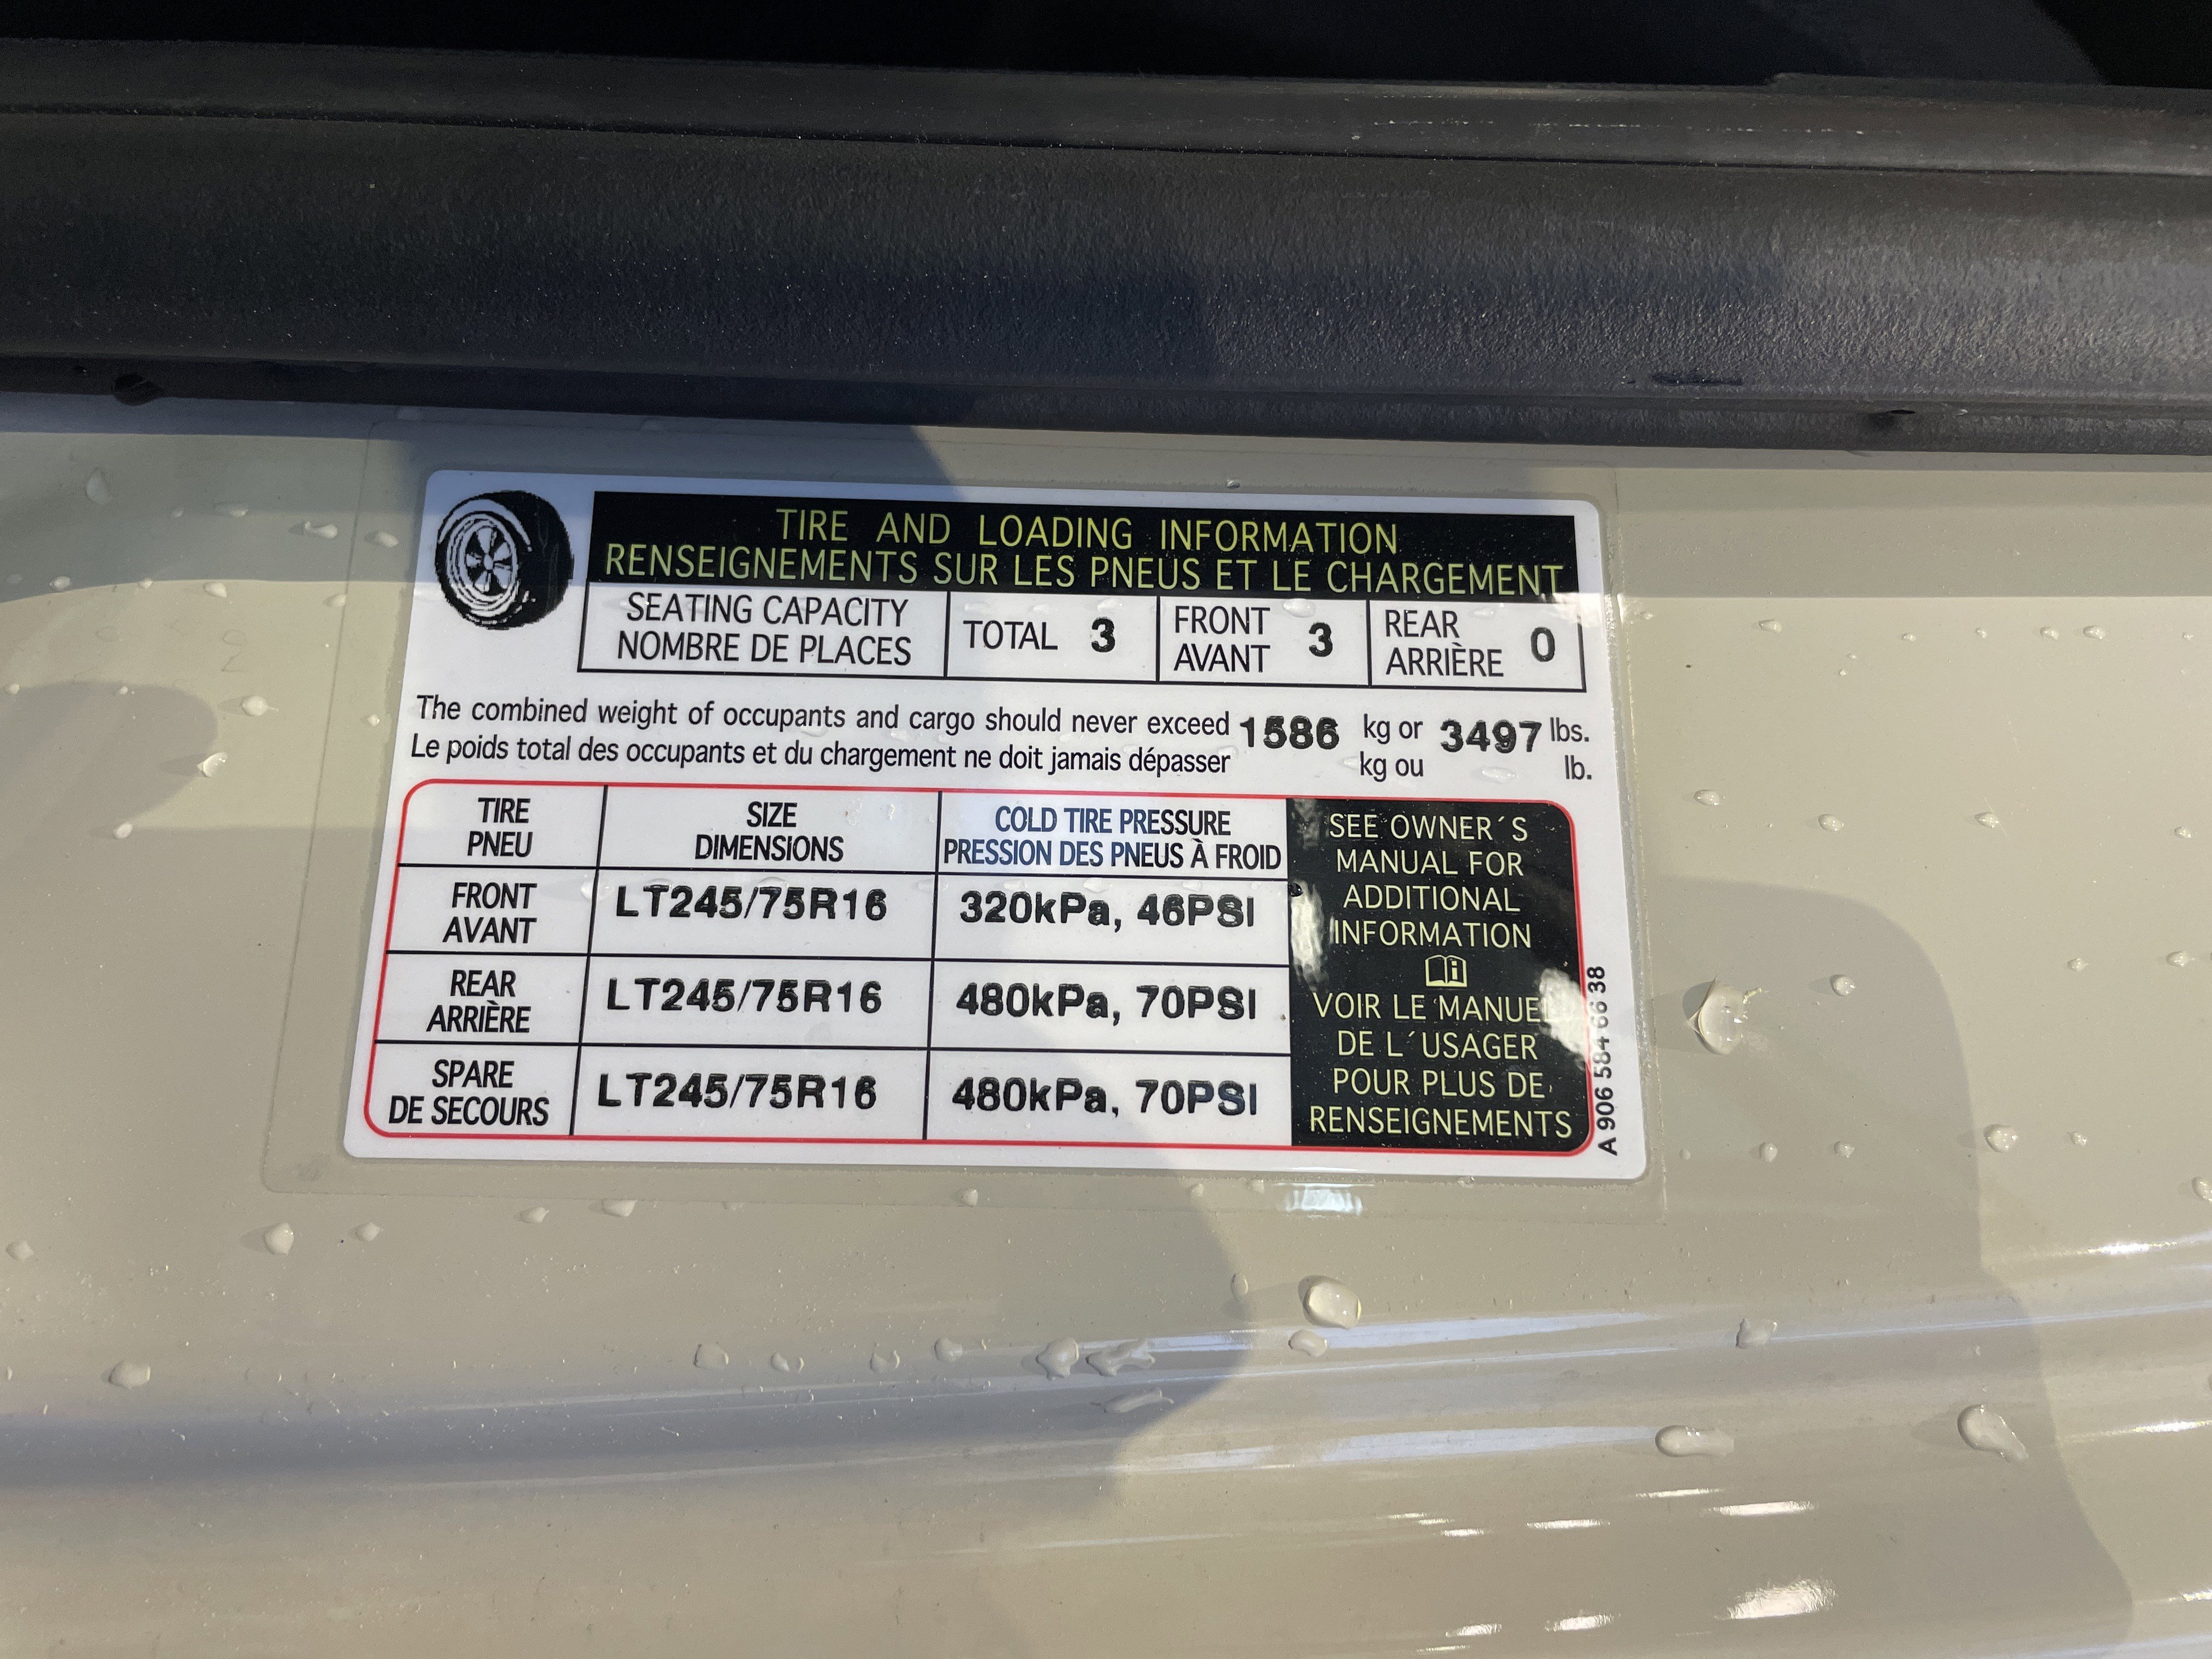 TIRE AND LOADING INFORMATION
RENSEIGNEMENTS SUR LES PNEUS ET LE CHARGEMENT
SEATING CAPACITY
NOMBRE DE PLACES
TOTAL 3
FRONT
AVANT
3
REAR
ARRIÈRE
0
The combined weight of occupants and cargo should never exceed 1586 kg or 3497 lbs.
Le poids total des occupants et du chargement ne doit jamais dépasser kg ou lb.
TIRE
PNEU
SIZE
DIMENSIONS
COLD TIRE PRESSURE
PRESSION DES PNEUS À FROID
FRONT
AVANT
LT245/75R16
320kPa, 46PSI
REAR
ARRIÈRE
LT245/75R16
480kPa, 70PSI
SPARE
DE SECOURS
LT245/75R16
480kPa, 70PSI
SEE OWNER´S
MANUAL FOR
ADDITIONAL
INFORMATION
VOIR LE MANUEL
DE L´USAGER
POUR PLUS DE
RENSEIGNEMENTS
A 906 584 66 38